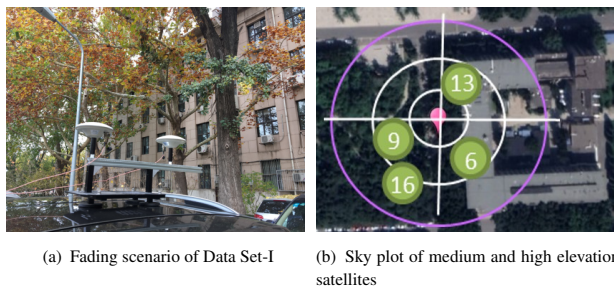 13
9
6
16
(a) Fading scenario of Data Set-I
(b) Sky plot of medium and high elevation
satellites